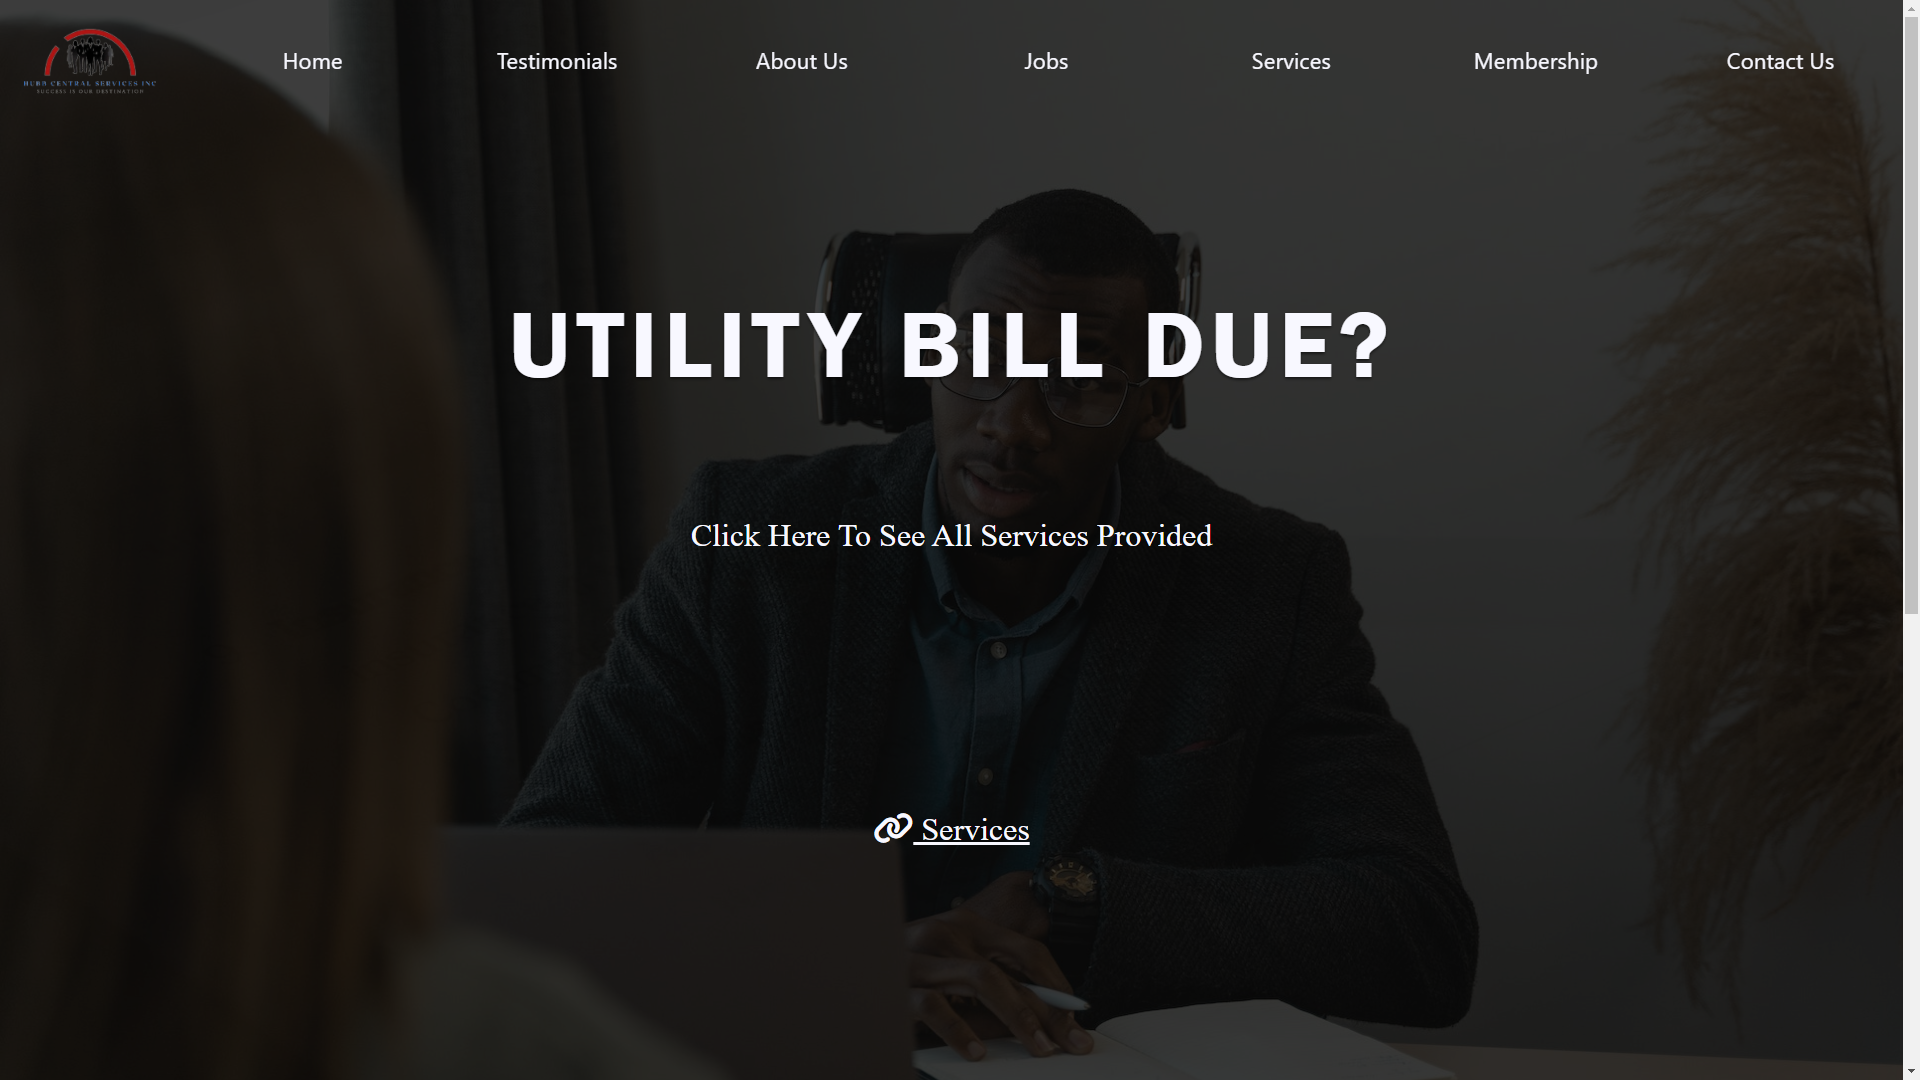 HUBB CENTRAL SERVICES INC
SUCCESS IS OUR DESTINATION
Home
Testimonials
About Us
Jobs
Services
Membership
Contact Us
UTILITY BILL DUE?
Click Here To See All Services Provided
Services